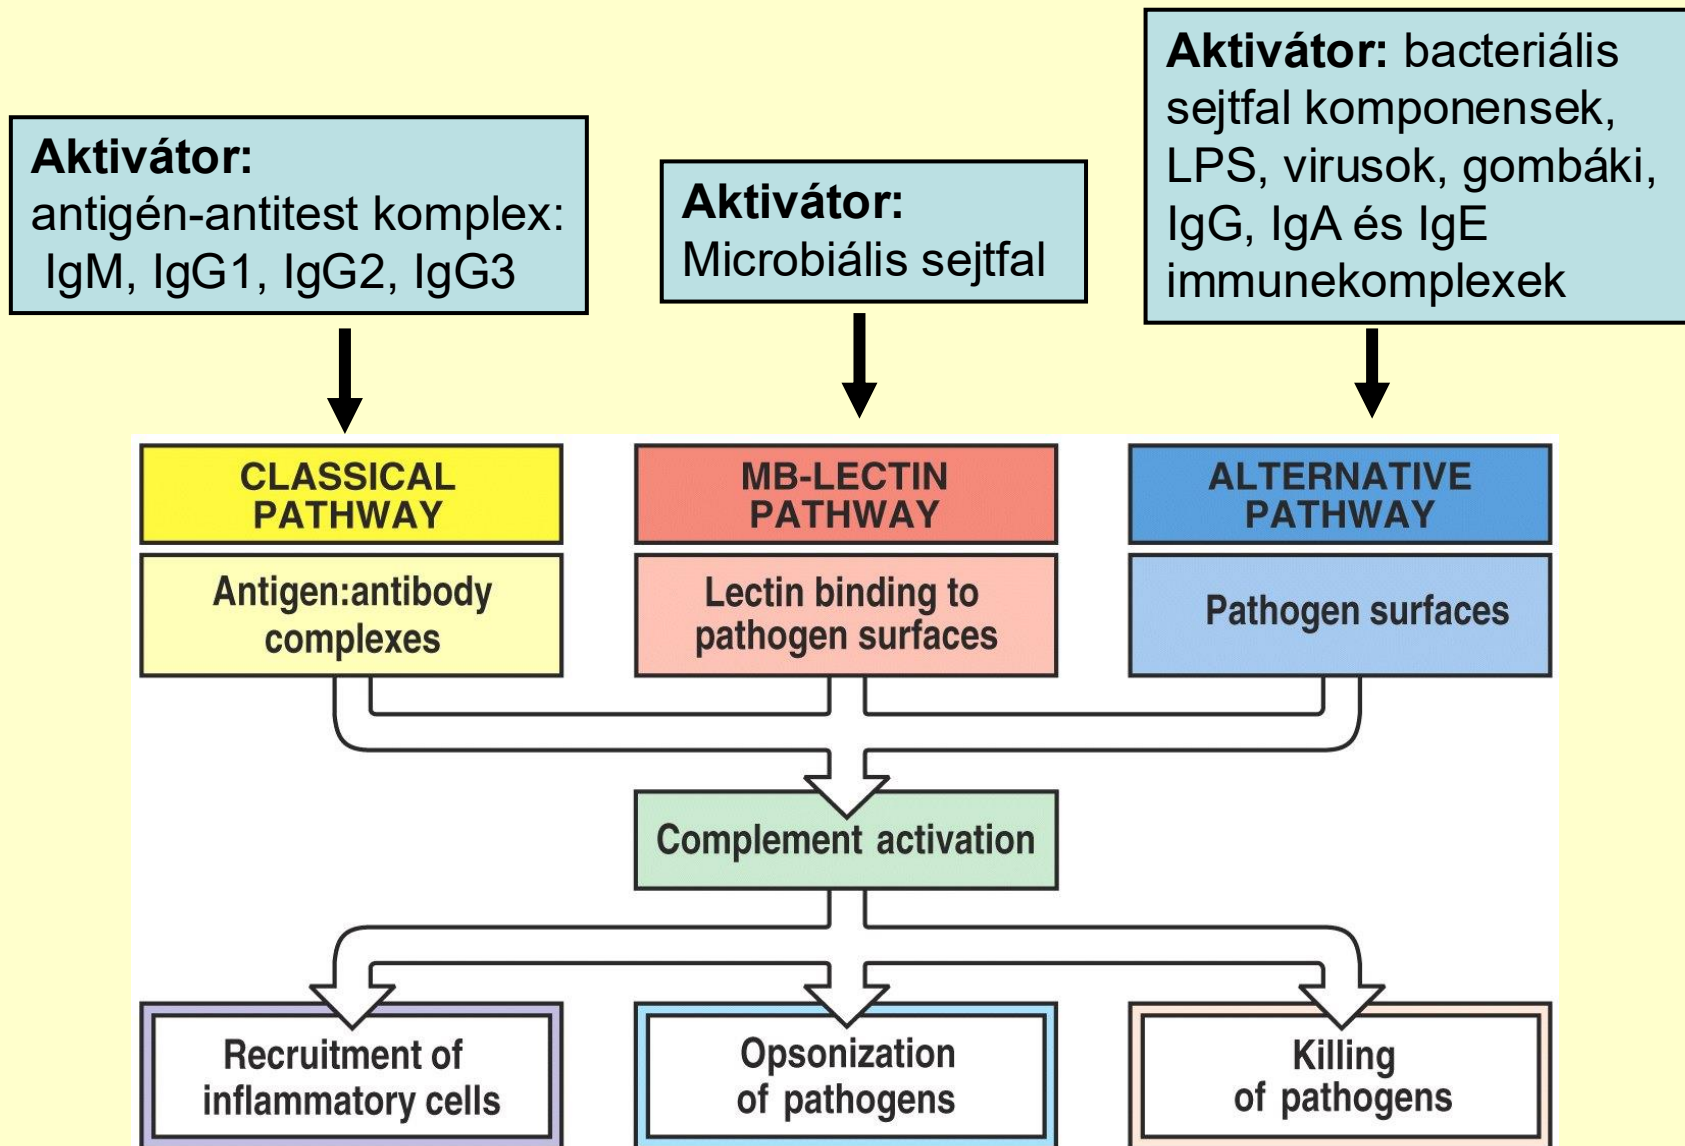 Aktivátor:
antigén-antitest komplex:
IgM, IgG1, IgG2, IgG3
Aktivátor:
Microbiális sejtfal
Aktivátor: bacteriális
sejtfal komponensek,
LPS, virusok, gombáki,
IgG, IgA és IgE
immunekomplexek
CLASSICAL
PATHWAY
MB-LECTIN
PATHWAY
ALTERNATIVE
PATHWAY
Antigen:antibody
complexes
Lectin binding to
pathogen surfaces
Pathogen surfaces
Complement activation
Recruitment of
inflammatory cells
Opsonization
of pathogens
Killing
of pathogens